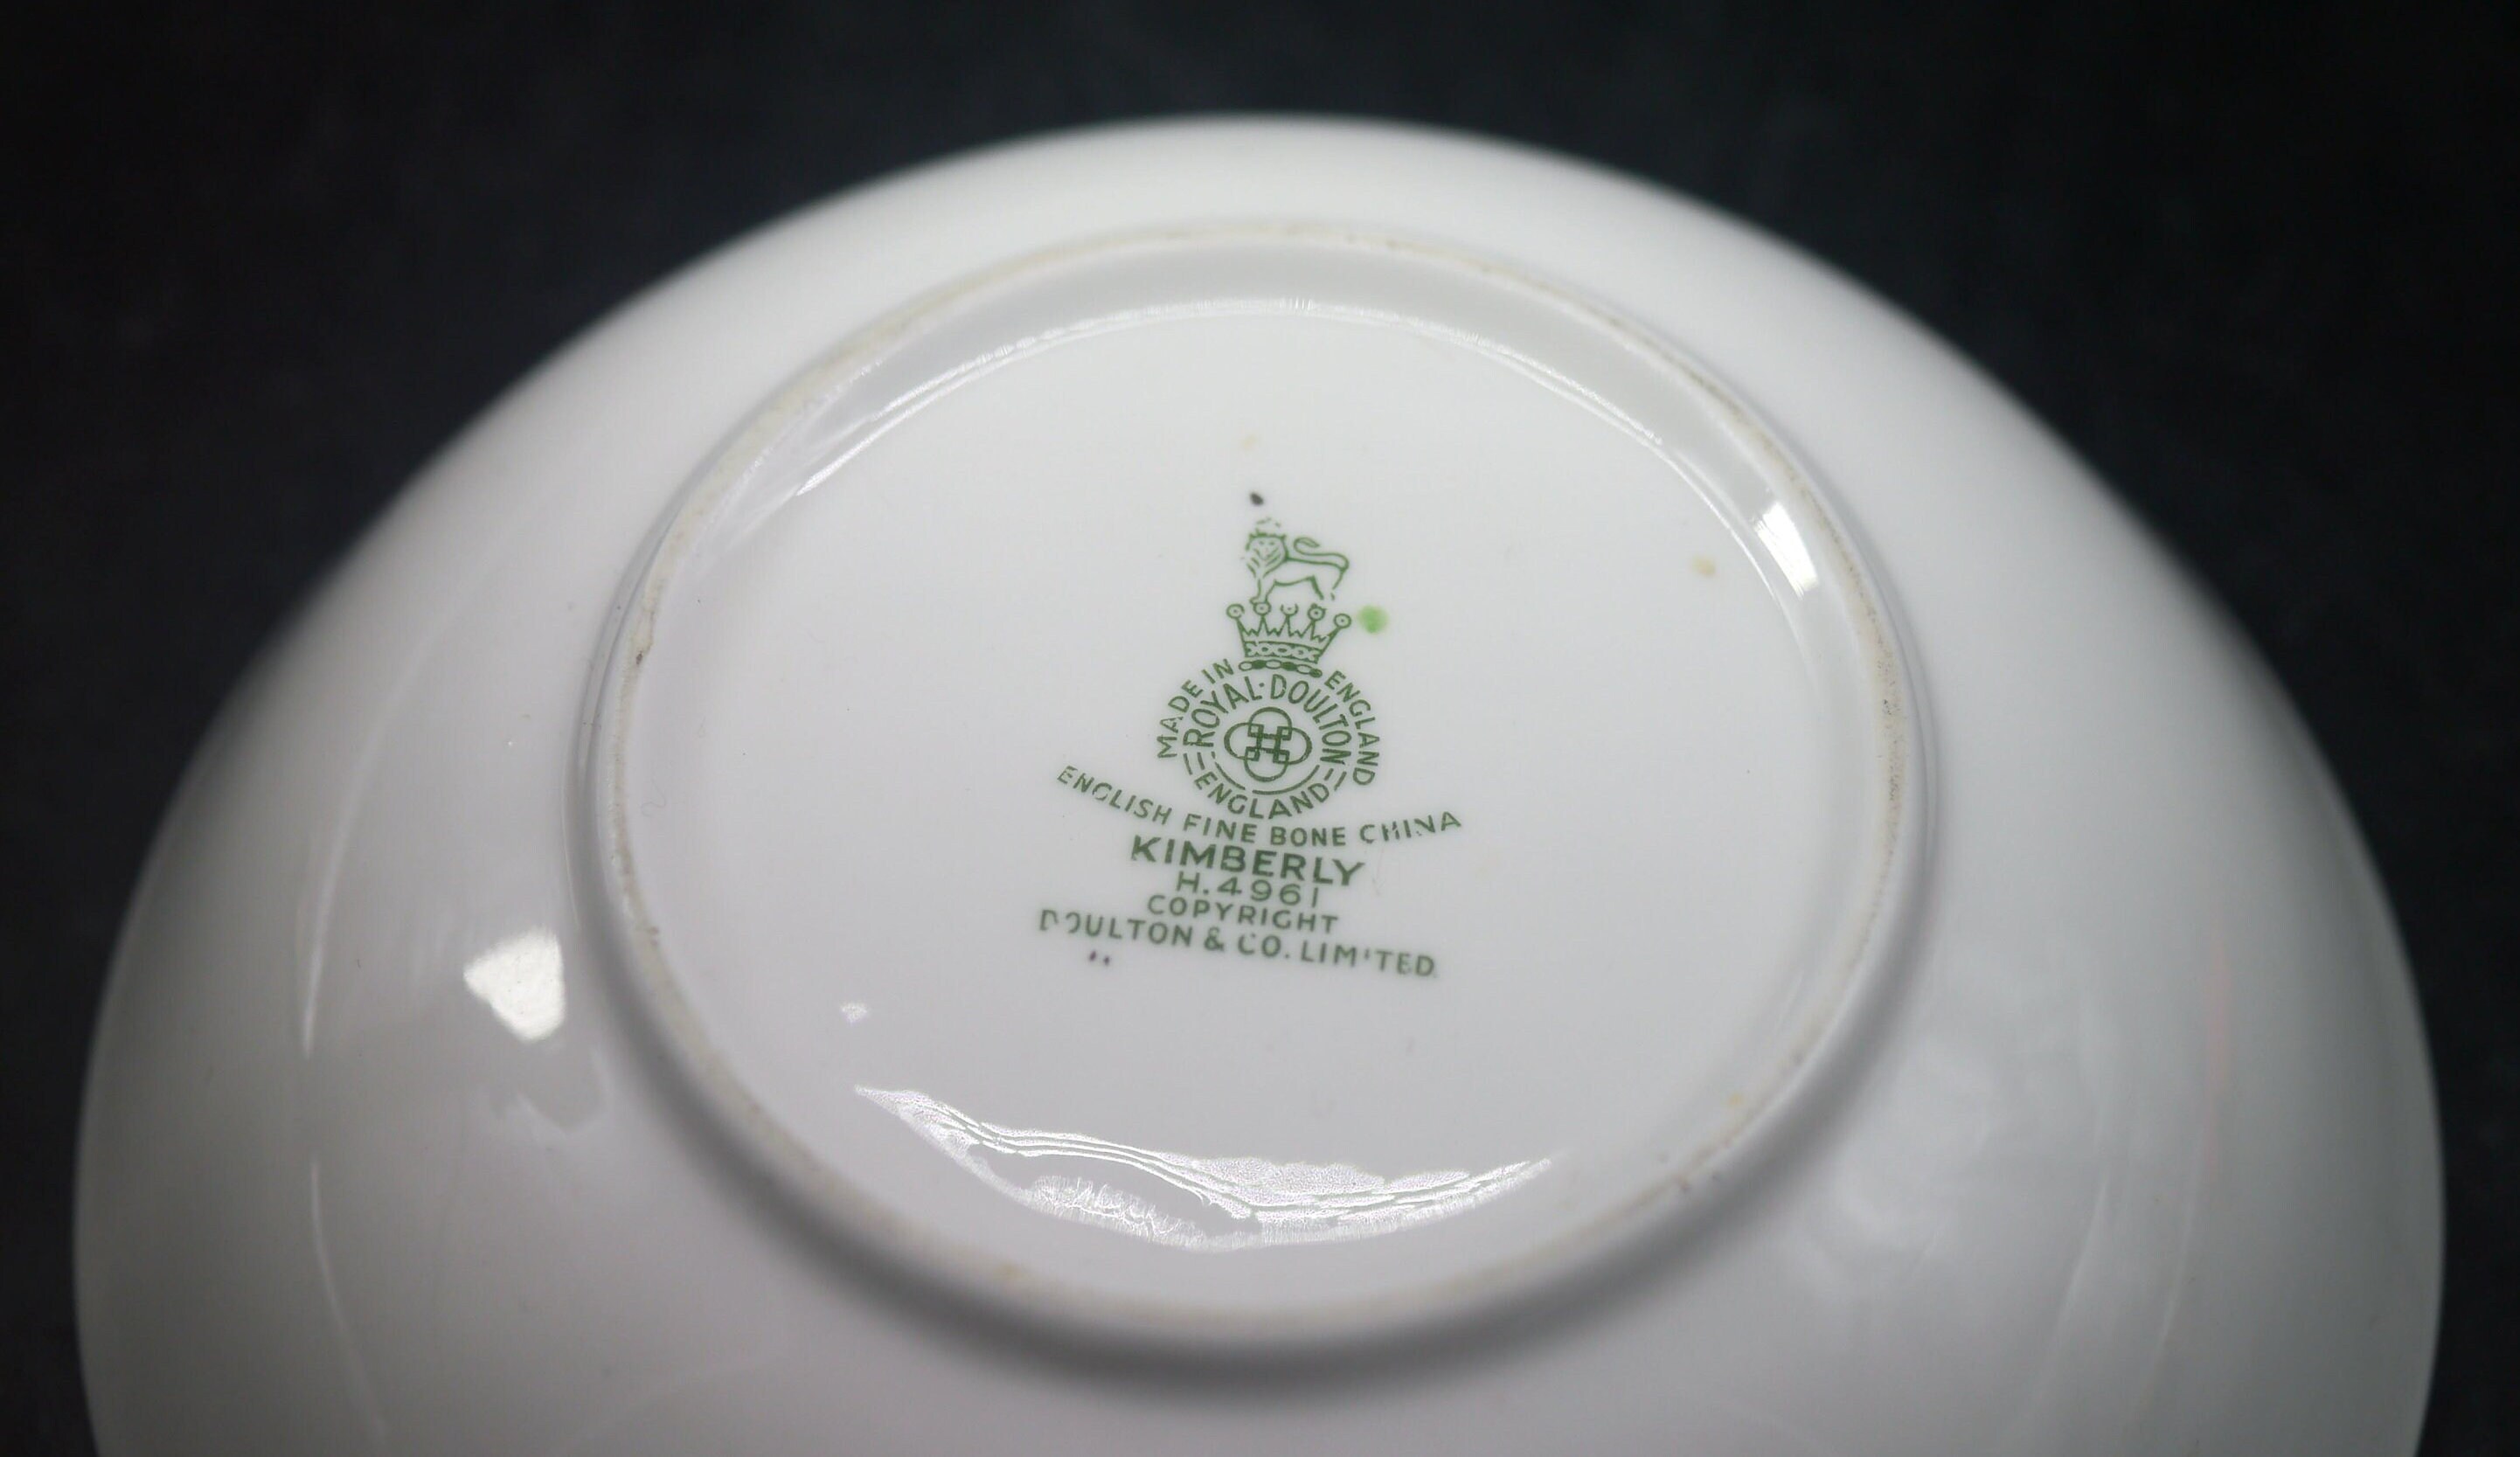 MADE IN ENGLAND
ROYAL·DOULTON
ENGLAND
ENGLISH FINE BONE CHINA
KIMBERLY
H.4961
COPYRIGHT
DOULTON & CO. LIMITED